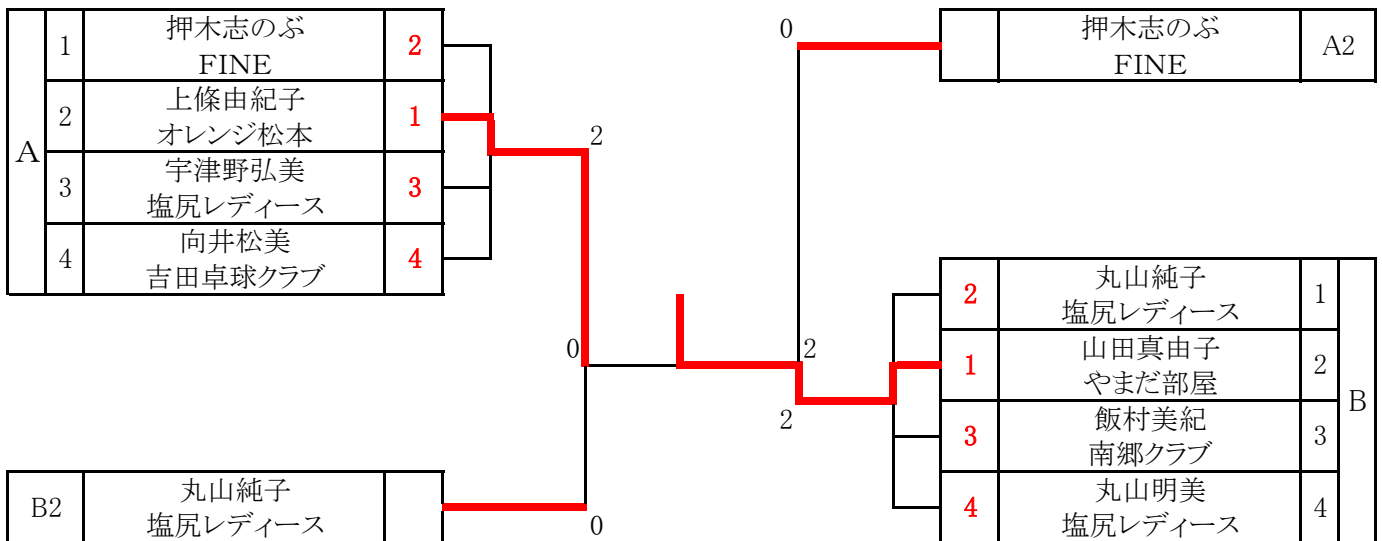 A
1 押木志のぶ 2
FINE
2 上條由紀子 1
オレンジ松本
3 宇津野弘美 3
塩尻レディース
4 向井松美 4
吉田卓球クラブ
B2 丸山純子
塩尻レディース
2
0
0
0
2
2
押木志のぶ A2
FINE
2 丸山純子 1
塩尻レディース
1 山田真由子 2
やまだ部屋
3 飯村美紀 3
南郷クラブ
4 丸山明美 4
塩尻レディース
B